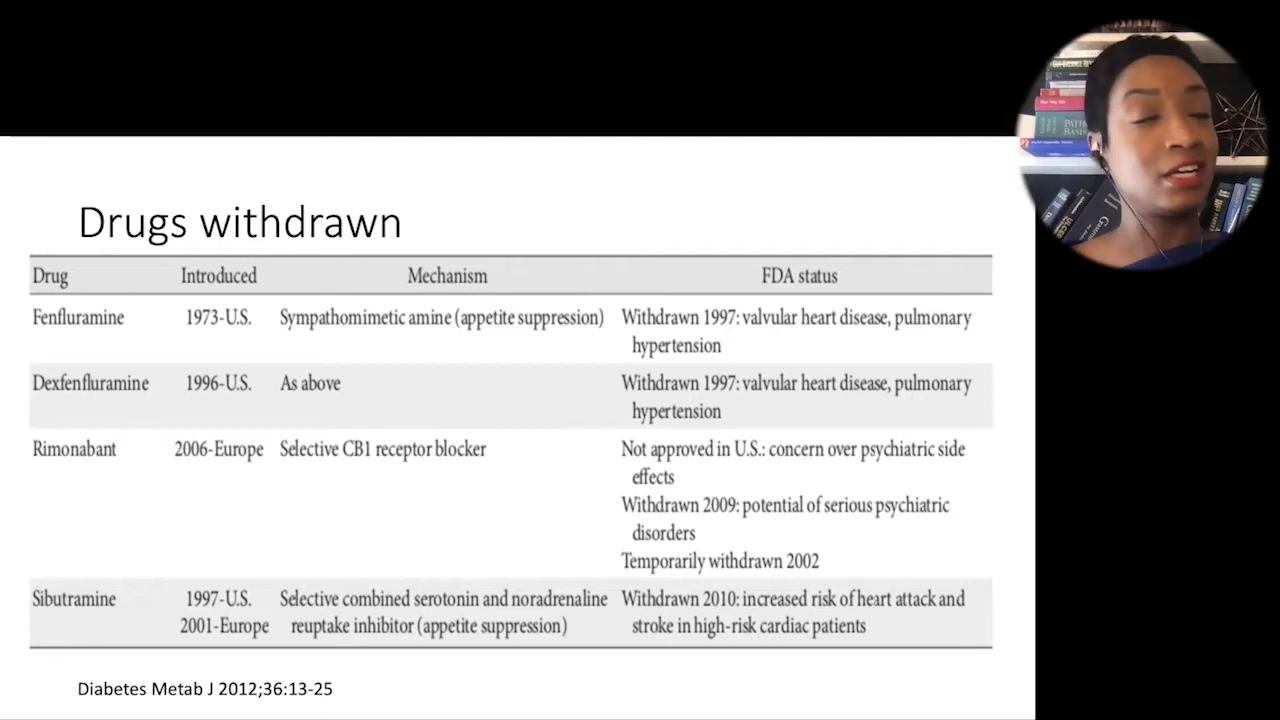 Drugs withdrawn
Drug Introduced Mechanism FDA status
Fenfluramine 1973-U.S. Sympathomimetic amine (appetite suppression) Withdrawn 1997: valvular heart disease, pulmonary
hypertension
Dexfenfluramine 1996-U.S. As above Withdrawn 1997: valvular heart disease, pulmonary
hypertension
Rimonabant 2006-Europe Selective CB1 receptor blocker Not approved in U.S.: concern over psychiatric side
effects
Withdrawn 2009: potential of serious psychiatric
disorders
Temporarily withdrawn 2002
Sibutramine 1997-U.S. Selective combined serotonin and noradrenaline Withdrawn 2010: increased risk of heart attack and
2001-Europe reuptake inhibitor (appetite suppression) stroke in high-risk cardiac patients
Diabetes Metab J 2012;36:13-25